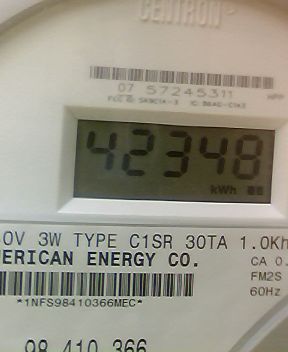 CENTRON
07 57245311
42348
kWh
0V 3W TYPE C1SR 30TA 1.0Kh
ERICAN ENERGY CO.
CA 0.
FM2S
60Hz
*1NFS98410366MEC*
98 410 366